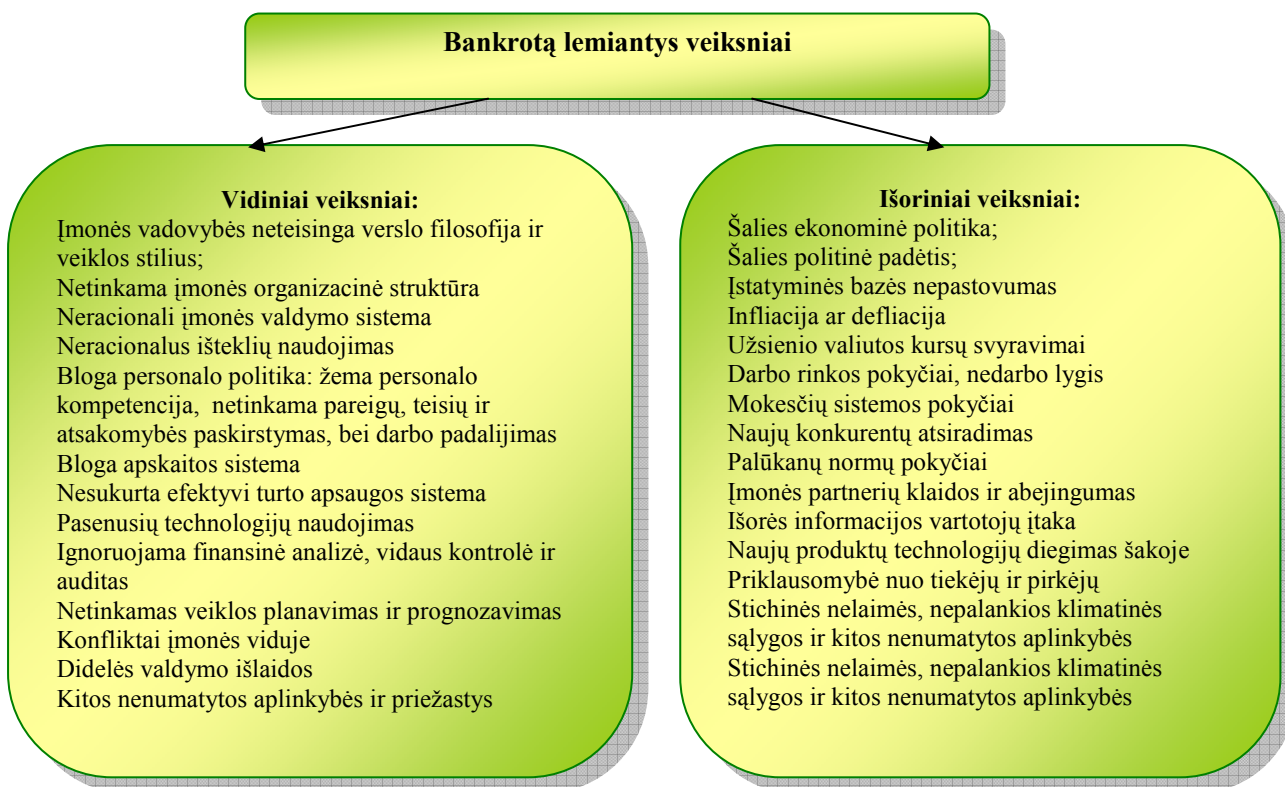 Bankrotą lemiantys veiksniai
Vidiniai veiksniai:
Įmonės vadovybės neteisinga verslo filosofija ir
veiklos stilius;
Netinkama įmonės organizacinė struktūra
Neracionali įmonės valdymo sistema
Neracionalus išteklių naudojimas
Bloga personalo politika: žema personalo
kompetencija, netinkama pareigų, teisių ir
atsakomybės paskirstymas, bei darbo padalijimas
Bloga apskaitos sistema
Nesukurta efektyvi turto apsaugos sistema
Pasenusių technologijų naudojimas
Ignoruojama finansinė analizė, vidaus kontrolė ir
auditas
Netinkamas veiklos planavimas ir prognozavimas
Konfliktai įmonės viduje
Didelės valdymo išlaidos
Kitos nenumatytos aplinkybės ir priežastys
Išoriniai veiksniai:
Šalies ekonominė politika;
Šalies politinė padėtis;
Įstatyminės bazės nepastovumas
Infliacija ar defliacija
Užsienio valiutos kursų svyravimai
Darbo rinkos pokyčiai, nedarbo lygis
Mokesčių sistemos pokyčiai
Naujų konkurentų atsiradimas
Palūkanų normų pokyčiai
Įmonės partnerių klaidos ir abejingumas
Išorės informacijos vartotojų įtaka
Naujų produktų technologijų diegimas šakoje
Priklausomybė nuo tiekėjų ir pirkėjų
Stichinės nelaimės, nepalankios klimatinės
sąlygos ir kitos nenumatytos aplinkybės
Stichinės nelaimės, nepalankios klimatinės
sąlygos ir kitos nenumatytos aplinkybės